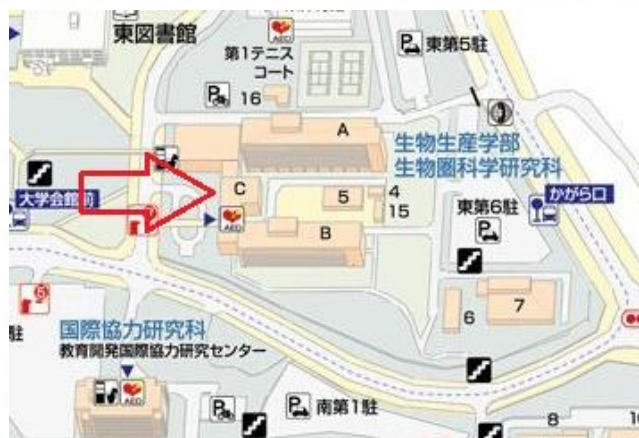 東図書館
AED
第1テニス
コート
P
東第5駐
P
16
A
生物生産学部
生物圏科学研究科
C
5
4
15
大学会館前
かがら口
東第6駐
P
AED
B
6
7
国際協力研究科
教育開発国際協力研究センター
駐
AED
P
P
南第1駐
8